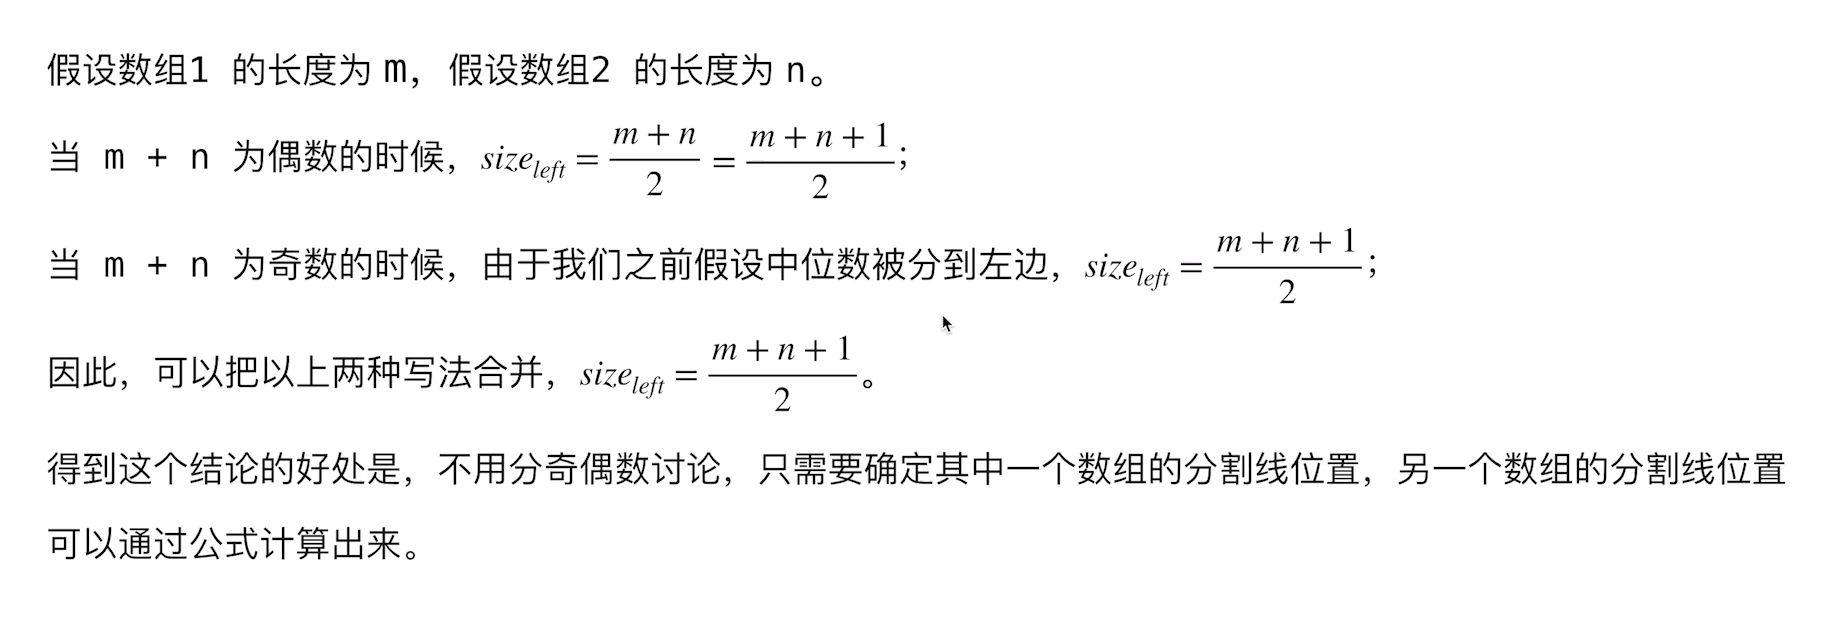 假设数组1 的长度为 m，假设数组2 的长度为 n。
当 m + n 为偶数的时候，size_left = \frac{m + n}{2} = \frac{m + n + 1}{2}；
当 m + n 为奇数的时候，由于我们之前假设中位数被分到左边，size_left = \frac{m + n + 1}{2}；
因此，可以把以上两种写法合并，size_left = \frac{m + n + 1}{2}。
得到这个结论的好处是，不用分奇偶数讨论，只需要确定其中一个数组的分割线位置，另一个数组的分割线位置
可以通过公式计算出来。